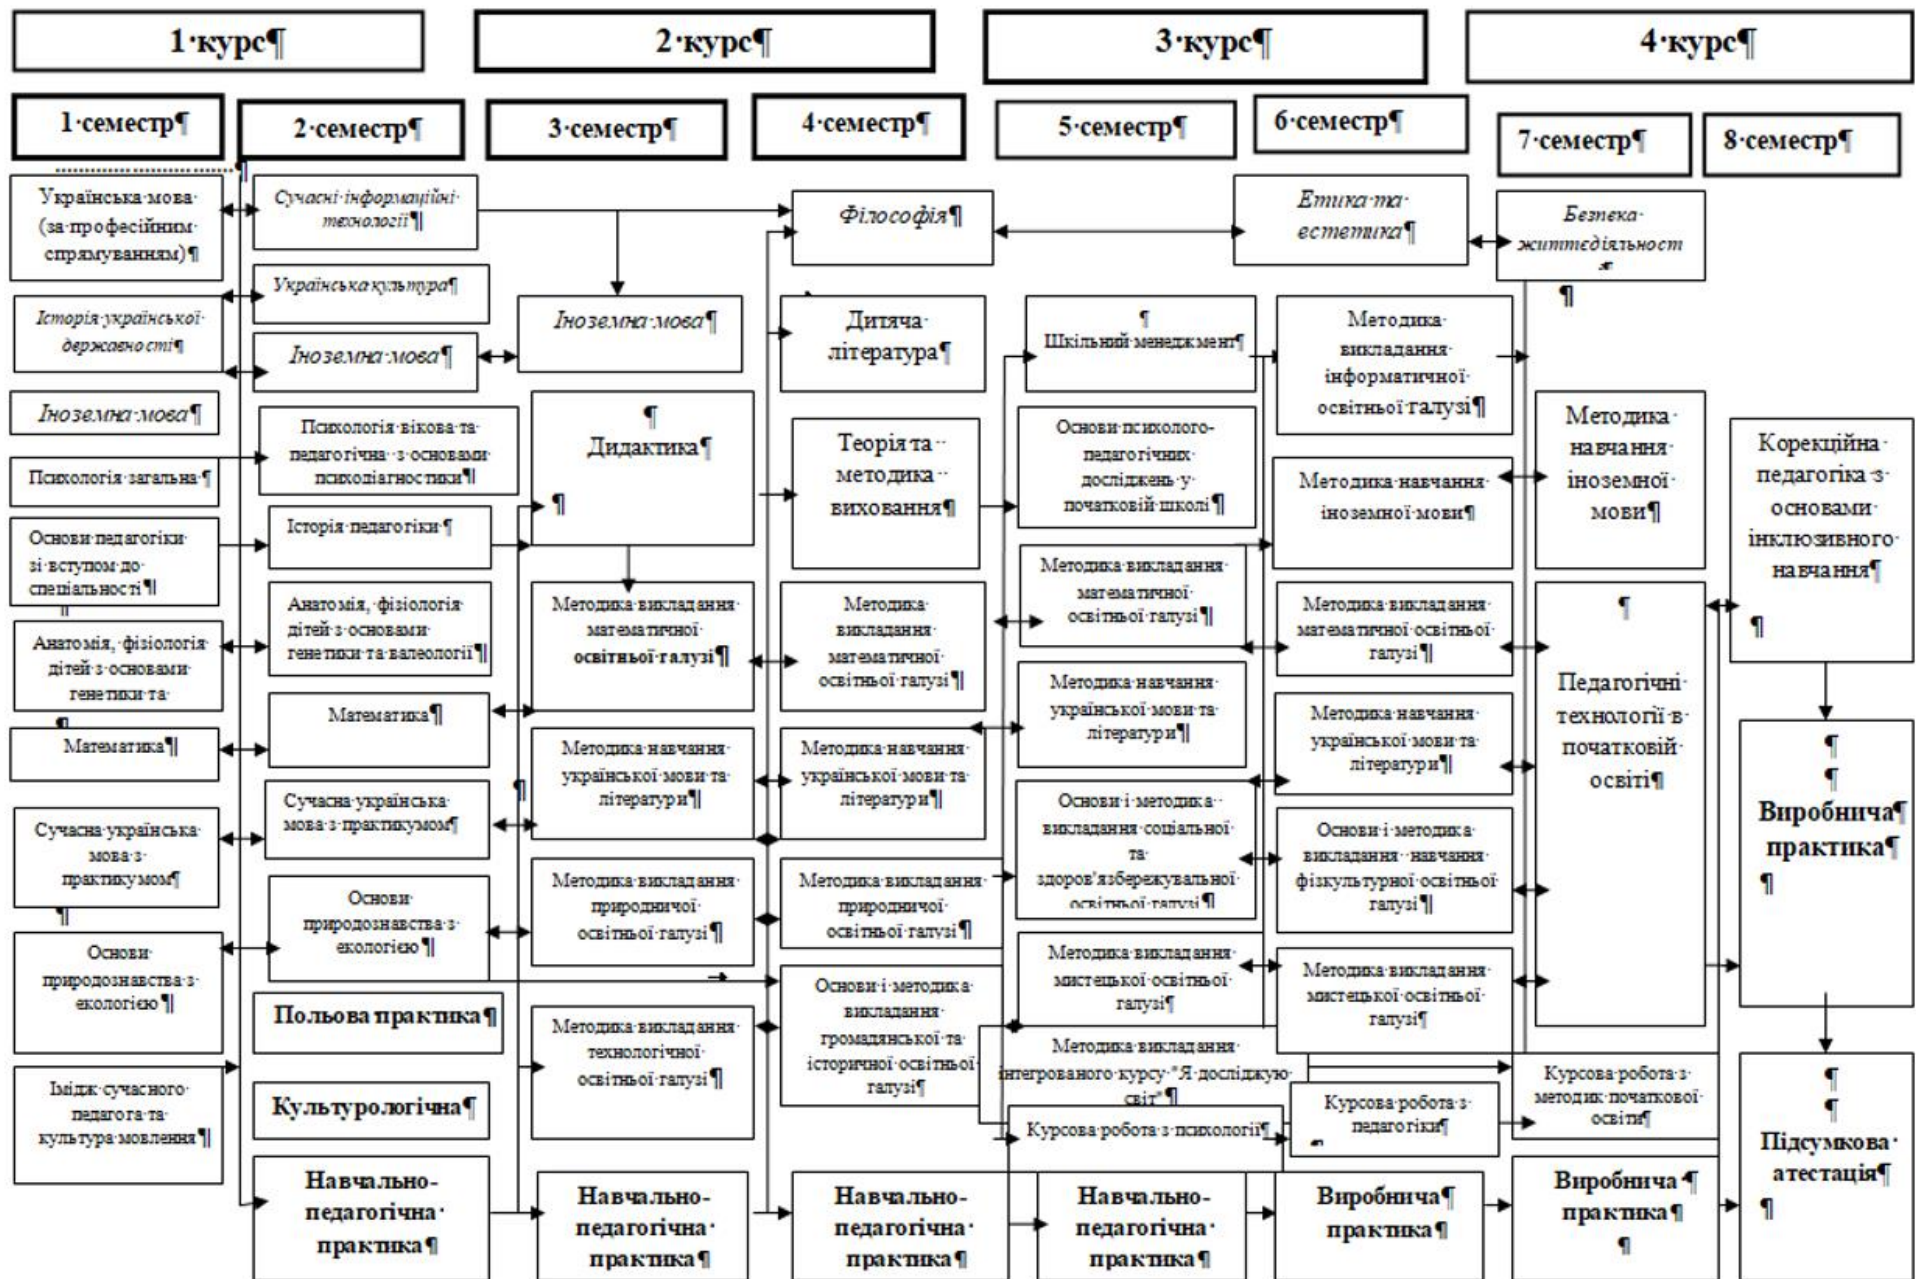 1·курс¶
2·курс¶
3·курс¶
4·курс¶
1·семестр¶
2·семестр¶
3·семестр¶
4·семестр¶
5·семестр¶
6·семестр¶
7·семестр¶
8·семестр¶
Українська·мова·
(за·професійним·
спрямуванням)¶
Історія·української·
державності¶
Іноземна·мова¶
Психологія·загальна·¶
Основи·педагогіки·
зі·вступом·до·
спеціальності¶
¶
Анатомія,·фізіологія·
дітей·з·основами·
генетики·та·
¶
Математика¶
Сучасна·українська·
мова·з·
практикумом¶
¶
Основи·
природознавства·з·
екологією¶
Імідж·сучасного·
педагога·та·
культура·мовлення¶
Сучасні·інформаційні·
технології¶
Українська·культура¶
Іноземна·мова¶
Психологія·вікова·та·
педагогічна··з·основами·
психодіагностики¶
Історія·педагогіки·¶
Анатомія,·фізіологія·
дітей·з·основами·
генетики·та·валеології¶
Математика¶
Сучасна·українська·
мова·з·практикумом¶
Основи·
природознавства·з·
екологією¶
Польова·практика¶
Культурологічна¶
Навчально-
педагогічна·
практика¶
Іноземна·мова¶
¶
Дидактика¶
¶
Методика·викладання·
математичної·
освітньої·галузі¶
¶
Методика·навчання·
української·мови·та·
літератури¶
Методика·викладання·
природничої·
освітньої·галузі¶
Методика·викладання·
технологічної·
освітньої·галузі¶
Навчально-
педагогічна·
практика¶
Філософія¶
Дитяча·
література¶
Теорія·та··
методика··
виховання¶
Методика·
викладання·
математичної·
освітньої·галузі¶
Методика·навчання·
української·мови·та·
літератури¶
Методика·викладання·
природничої·
освітньої·галузі¶
Основи·і·методика·
викладання·
громадянської·та·
історичної·освітньої·
галузі¶
Навчально-
педагогічна·
практика¶
¶
Шкільний·менеджмент¶
Основи·психолого-
педагогічних·
досліджень·у·
початковій·школі¶
Методика·викладання·
математичної·
освітньої·галузі¶
Методика·навчання·
української·мови·та·
літератури¶
Основи·і·методика··
викладання·соціальної·
та·
здоров'язбережувальної·
освітньої·галузі¶
Методика·викладання·
мистецької·освітньої·
галузі¶
Методика·викладання·
інтегрованого·курсу·"Я·досліджую·
світ"¶
Курсова·робота·з·психології¶
Навчально-
педагогічна·
практика¶
Етика·та·
естетика¶
Методика·
викладання·
інформатичної·
освітньої·галузі¶
Методика·навчання·
іноземної·мови¶
Методика·викладання·
математичної·освітньої·
галузі¶
Методика·навчання·
української·мови·та·
літератури¶
Основи·і·методика·
викладання··навчання·
фізкультурної·освітньої·
галузі¶
Методика·викладання·
мистецької·освітньої·
галузі¶
Курсова·робота·з·
педагогіки¶
Виробнича¶
практика¶
Безпека·
життєдіяльност
¶
Методика·
навчання·
іноземної·
мови¶
¶
Педагогічні·
технології·в·
початковій·
освіті¶
Курсова·робота·з·
методик·початкової·
освіти¶
Виробнича·¶
практика¶
¶
Корекційна·
педагогіка·з·
основами·
інклюзивного·
навчання¶
¶
¶
¶
Виробнича¶
практика¶
¶
¶
¶
Підсумкова·
атестація¶
¶